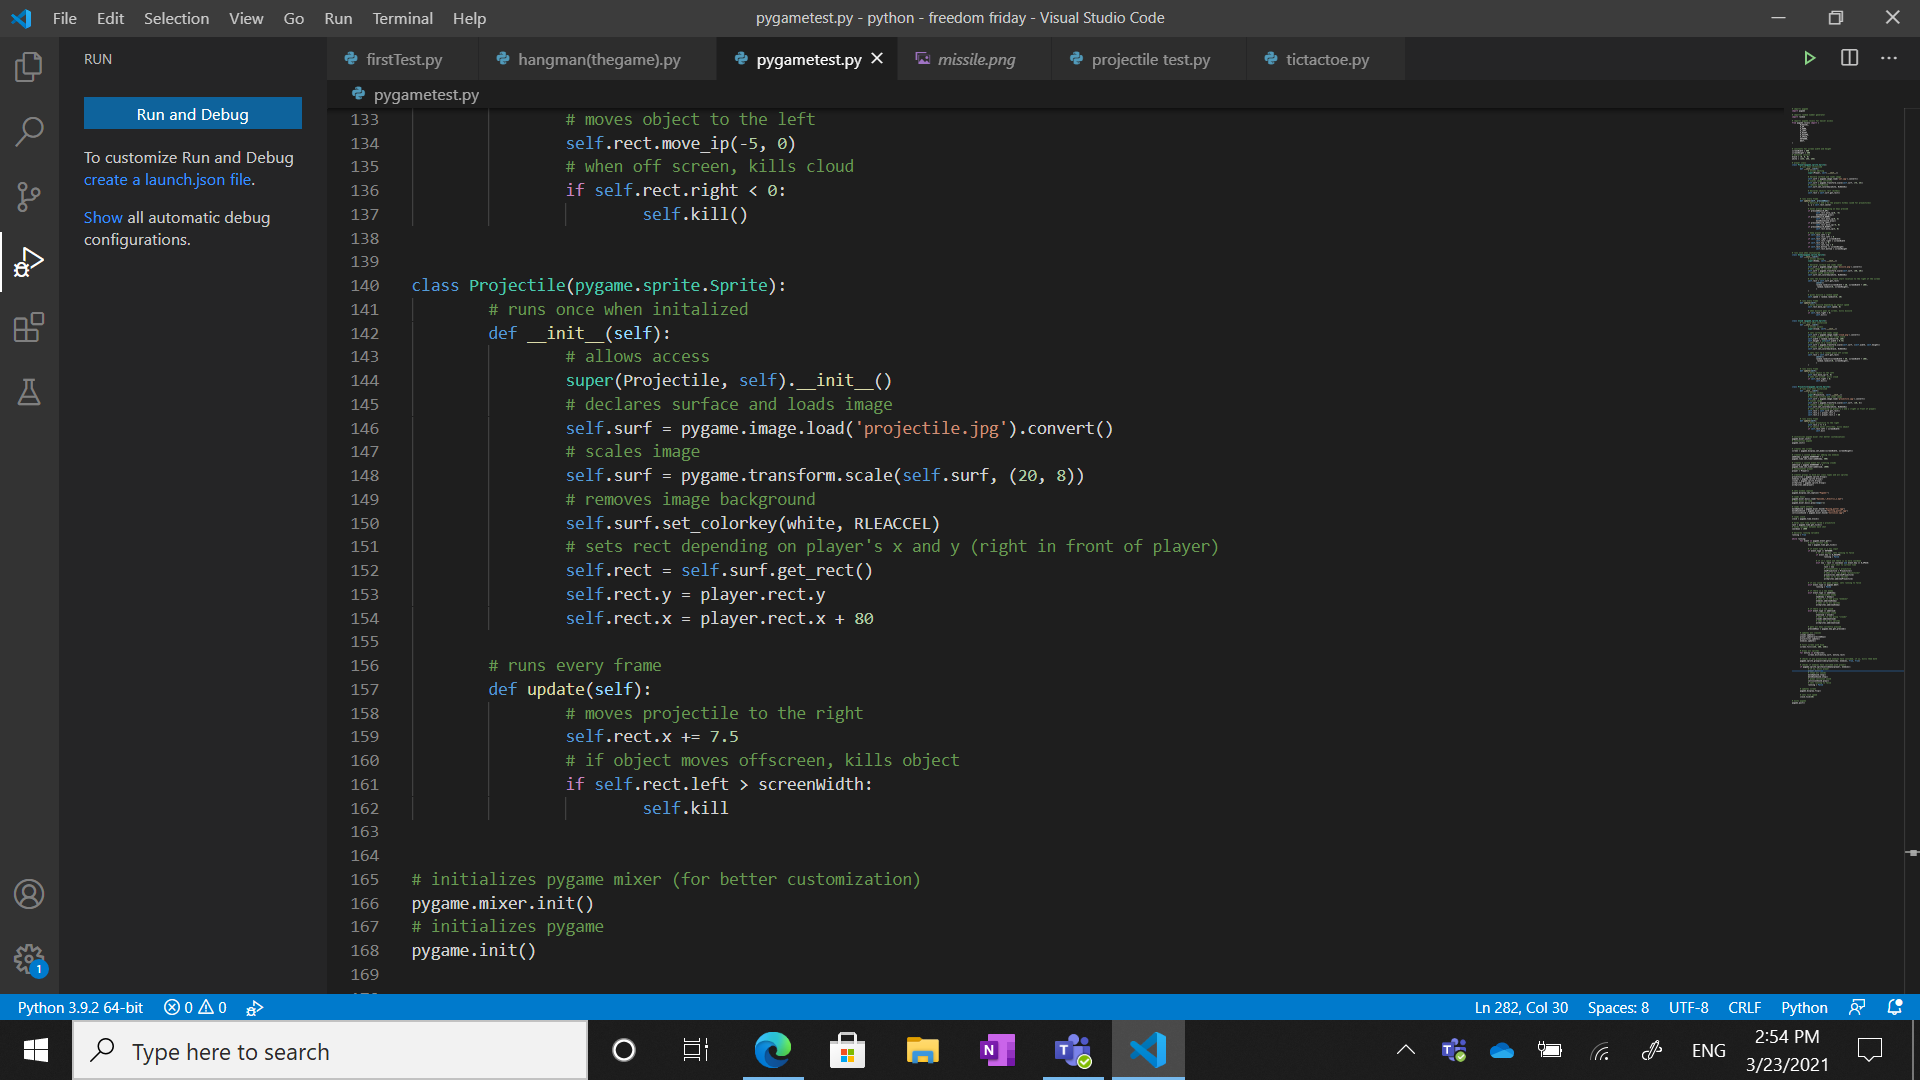 File Edit Selection View Go Run Terminal Help
pygametest.py - python - freedom friday - Visual Studio Code
RUN
Run and Debug
To customize Run and Debug
create a launch.json file.
Show all automatic debug
configurations.
firstTest.py
hangman(thegame).py
pygametest.py
missile.png
projectile test.py
tictactoe.py
pygametest.py
133 # moves object to the left
134 self.rect.move_ip(-5, 0)
135 # when off screen, kills cloud
136 if self.rect.right < 0:
137 self.kill()
138
139
140 class Projectile(pygame.sprite.Sprite):
141 # runs once when initalized
142 def __init__(self):
143 # allows access
144 super(Projectile, self).__init__()
145 # declares surface and loads image
146 self.surf = pygame.image.load('projectile.jpg').convert()
147 # scales image
148 self.surf = pygame.transform.scale(self.surf, (20, 8))
149 # removes image background
150 self.surf.set_colorkey(white, RLEACCEL)
151 # sets rect depending on player's x and y (right in front of player)
152 self.rect = self.surf.get_rect()
153 self.rect.y = player.rect.y
154 self.rect.x = player.rect.x + 80
155
156 # runs every frame
157 def update(self):
158 # moves projectile to the right
159 self.rect.x += 7.5
160 # if object moves offscreen, kills object
161 if self.rect.left > screenWidth:
162 self.kill
163
164
165 # initializes pygame mixer (for better customization)
166 pygame.mixer.init()
167 # initializes pygame
168 pygame.init()
169
1
Python 3.9.2 64-bit 0 0
Ln 282, Col 30 Spaces: 8 UTF-8 CRLF Python
Type here to search
N
T
T
ENG
2:54 PM
3/23/2021